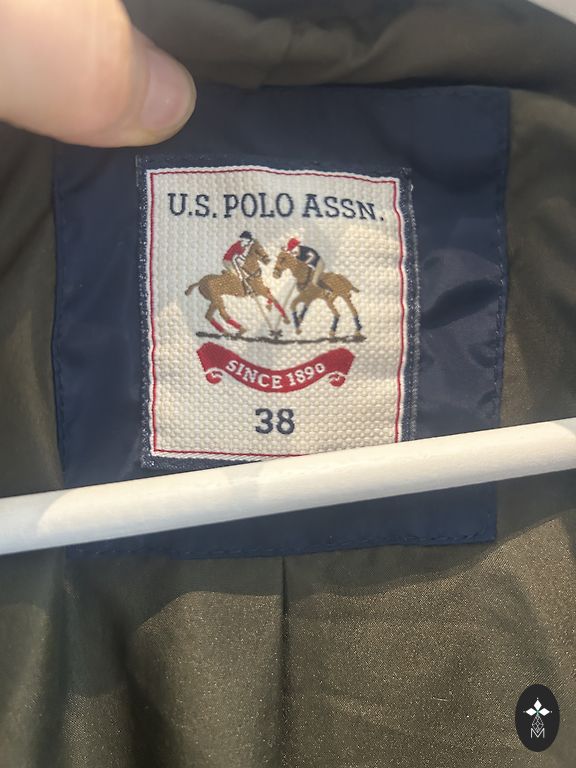 U.S. POLO ASSN.
SINCE 1890
38